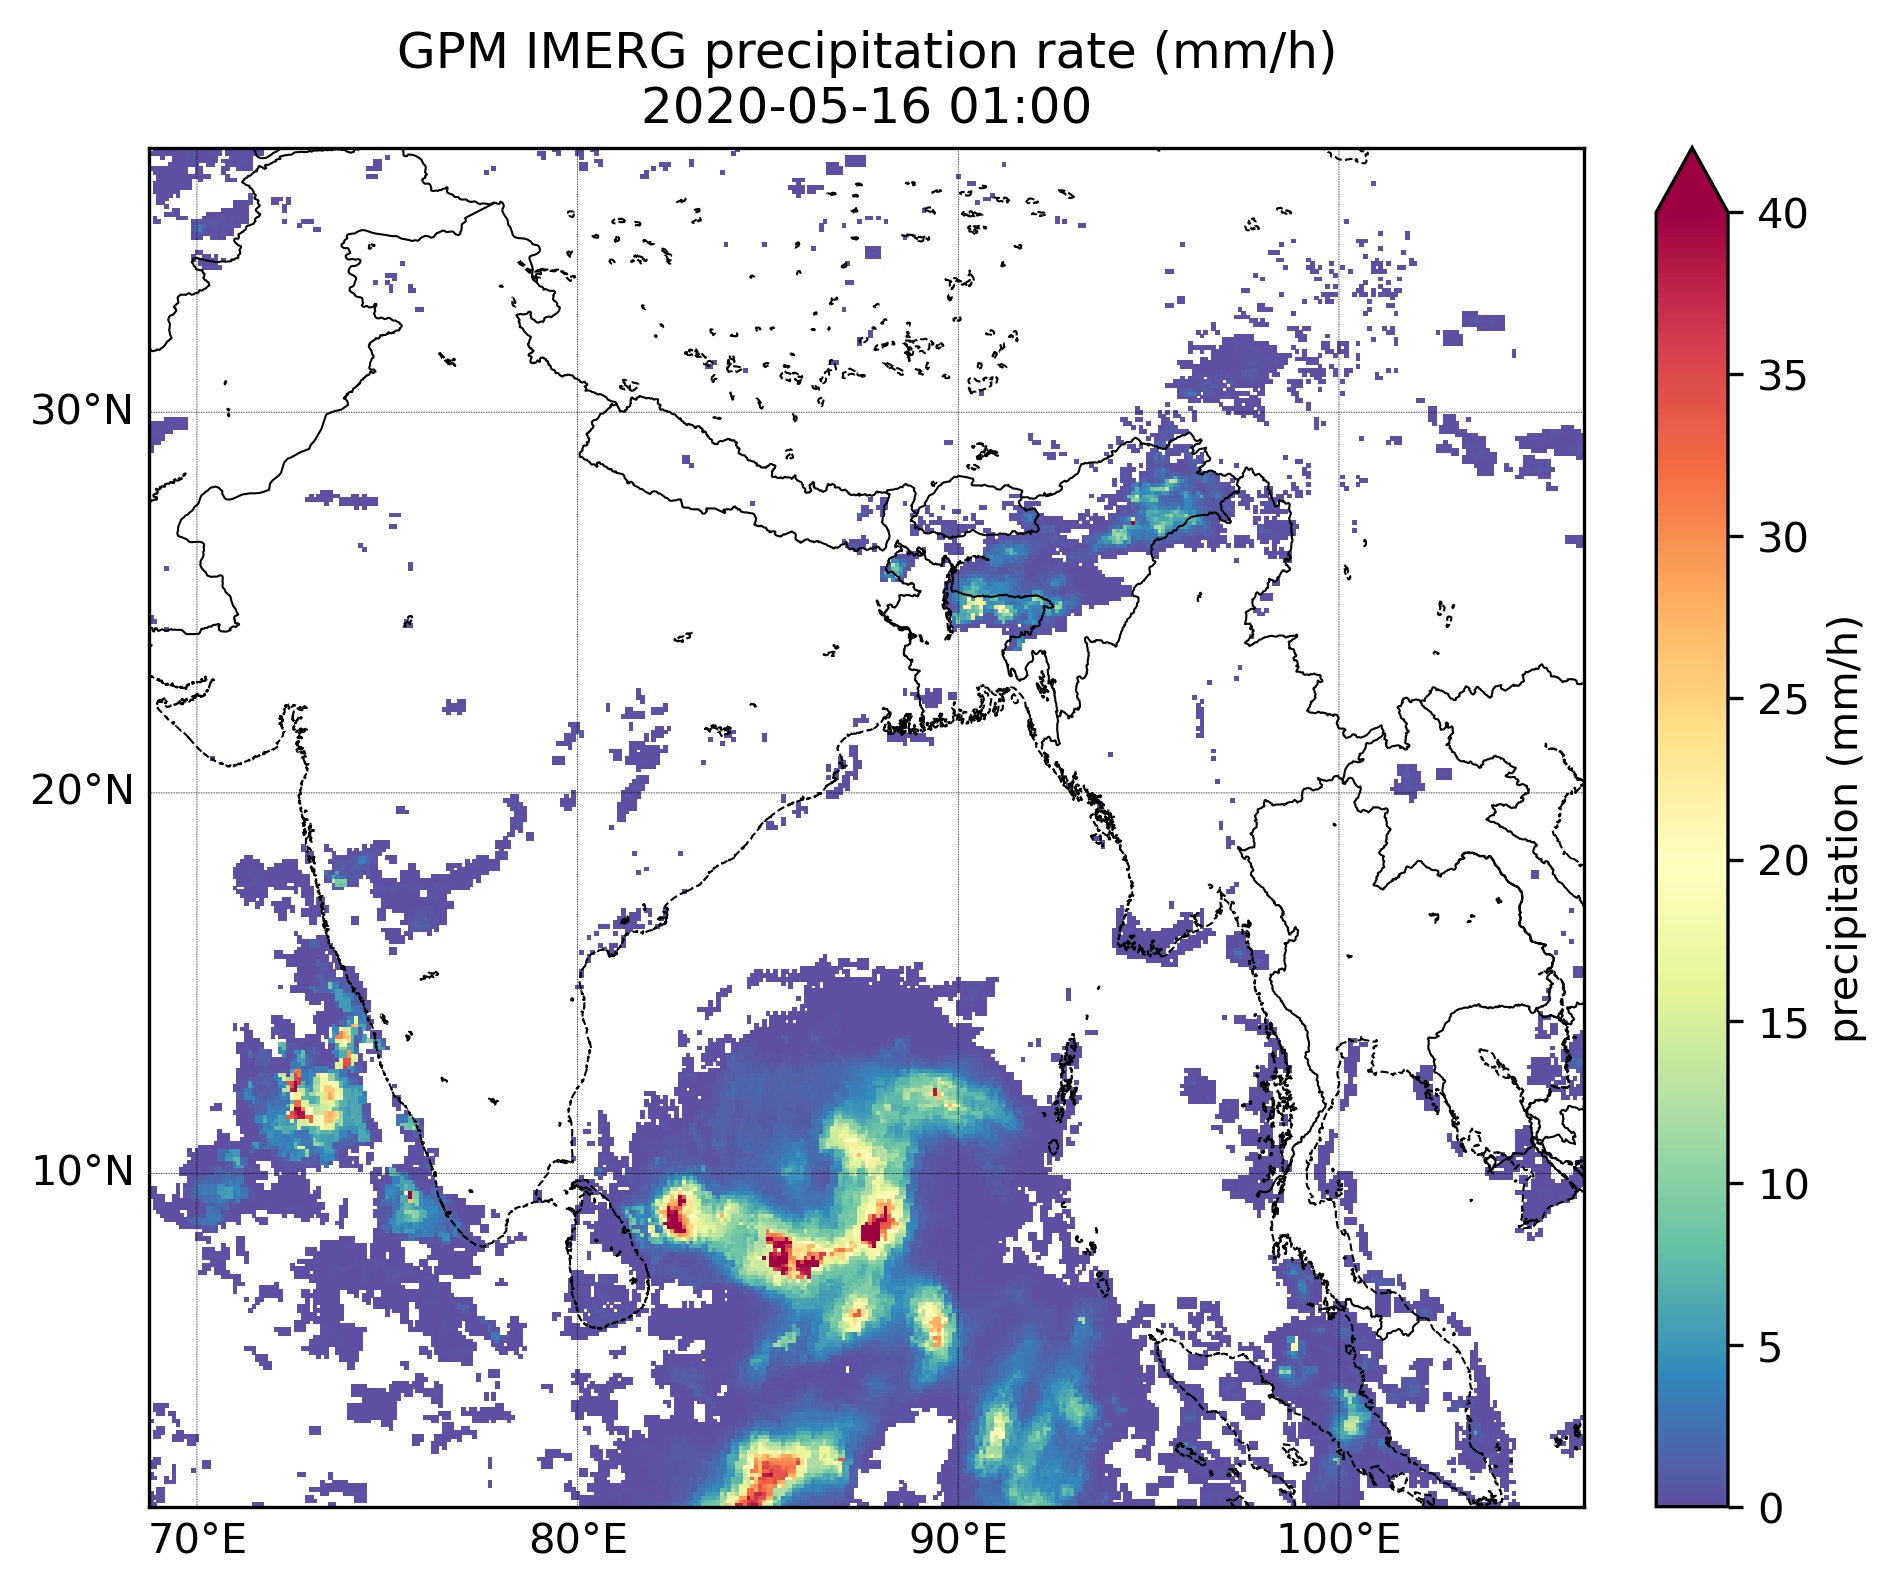 GPM IMERG precipitation rate (mm/h)
2020-05-16 01:00
30°N
20°N
10°N
70°E
80°E
90°E
100°E
40
35
30
25
20
15
10
5
0
precipitation (mm/h)